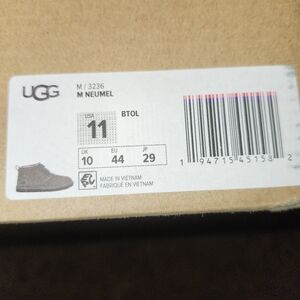 UGG
M / 3236
M NEUMEL
USA
11
BTOL
UK
10
EU
44
JP
29
MADE IN VIETNAM
FABRIQUÉ EN VIETNAM
1 94715 45158 2